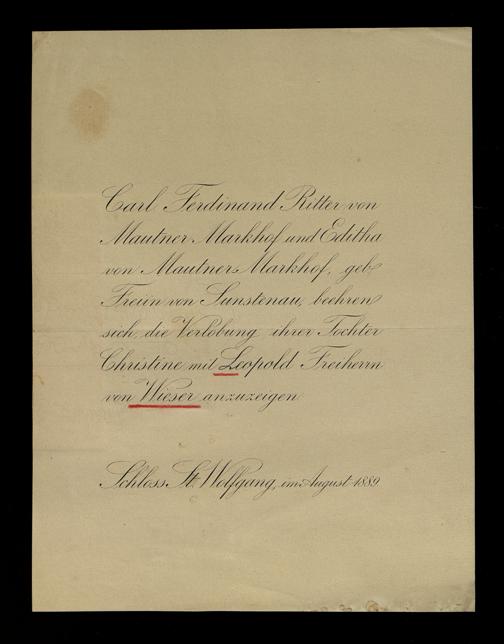 Carl Ferdinand Ritter von
Mautner Markhof und Editha
von Mautner Markhof, geb.
Freiin von Sunstenau, beehren
sich, die Verlobung ihrer Tochter
Christine mit Leopold Freiherrn
von Wieser anzuzeigen
Schloss St. Wolfgang, im August 1889